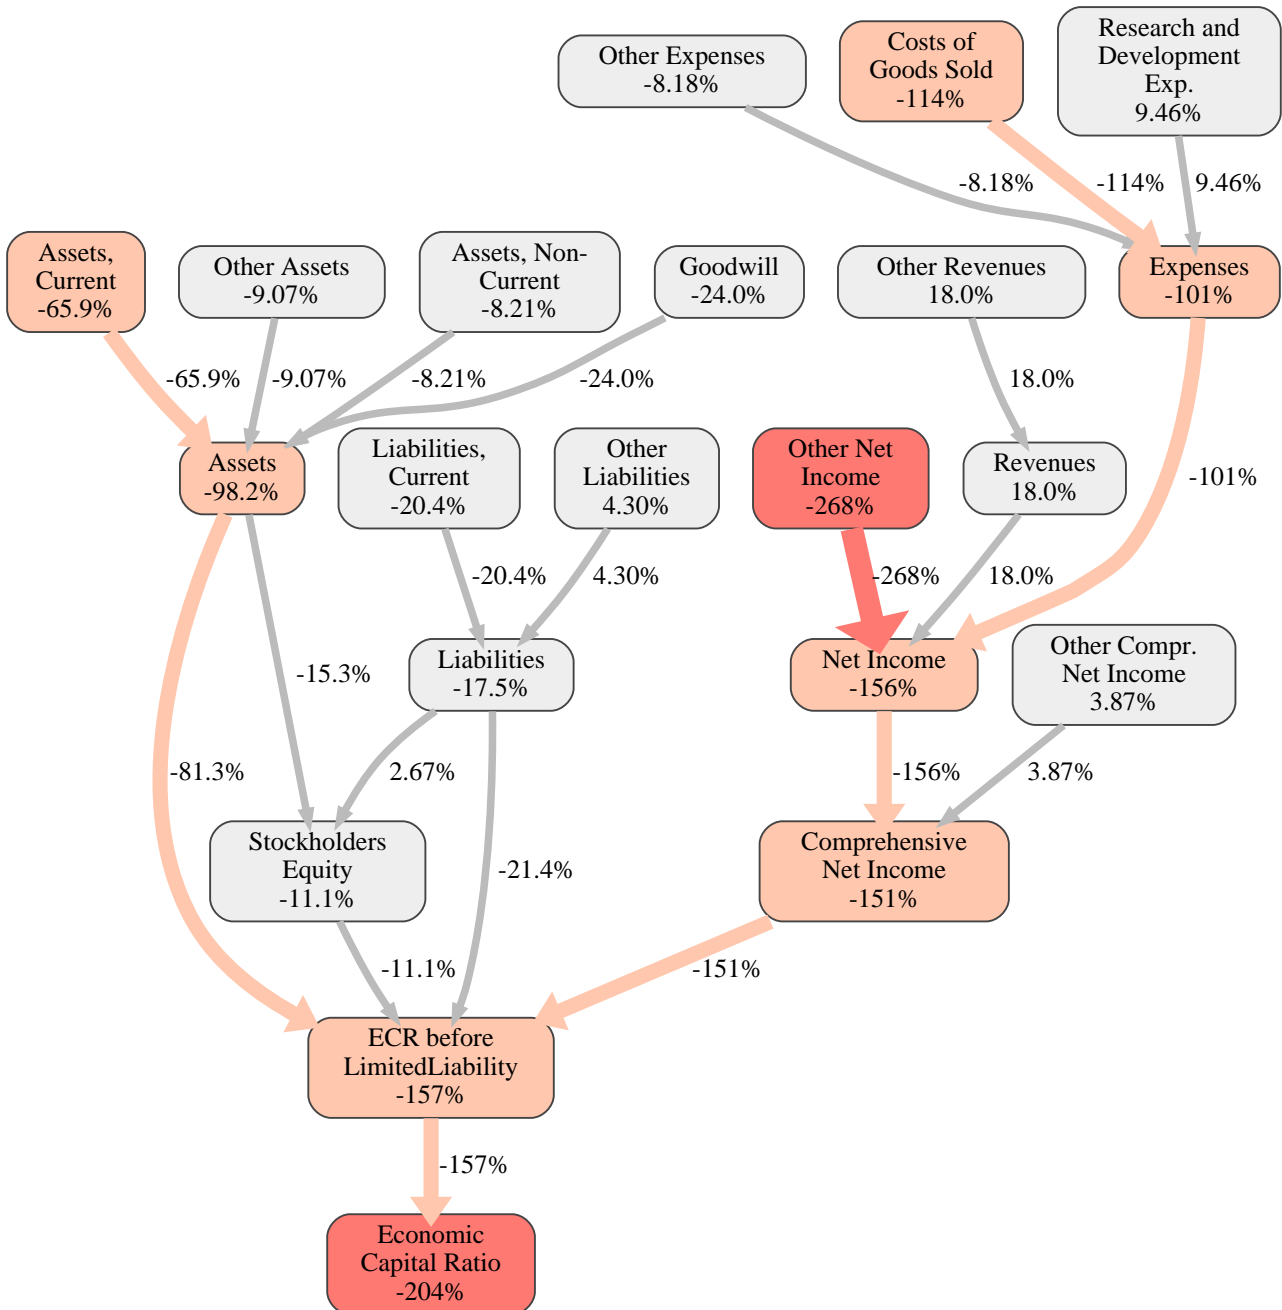 Other Expenses
-8.18%
Costs of
Goods Sold
-114%
Research and
Development
Exp.
9.46%
-8.18%
-114%
9.46%
Assets,
Current
-65.9%
Other Assets
-9.07%
Assets, Non-
Current
-8.21%
Goodwill
-24.0%
Other Revenues
18.0%
Expenses
-101%
-65.9%
-9.07%
-8.21%
-24.0%
18.0%
Assets
-98.2%
Liabilities,
Current
-20.4%
Other
Liabilities
4.30%
Other Net
Income
-268%
Revenues
18.0%
-101%
-20.4%
4.30%
-268%
18.0%
-15.3%
Liabilities
-17.5%
Net Income
-156%
Other Compr.
Net Income
3.87%
-81.3%
2.67%
-156%
3.87%
Stockholders
Equity
-11.1%
-21.4%
Comprehensive
Net Income
-151%
-11.1%
-151%
ECR before
LimitedLiability
-157%
-157%
Economic
Capital Ratio
-204%